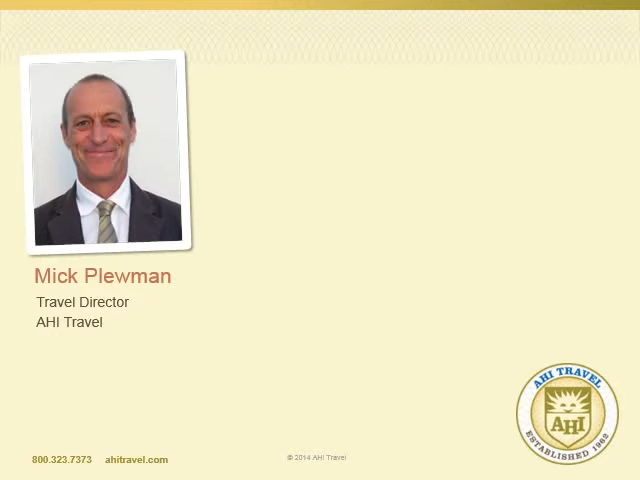 Mick Plewman
Travel Director
AHI Travel
AHI TRAVEL
AHI
ESTABLISHED 1962
800.323.7373 ahitravel.com
© 2014 AHI Travel